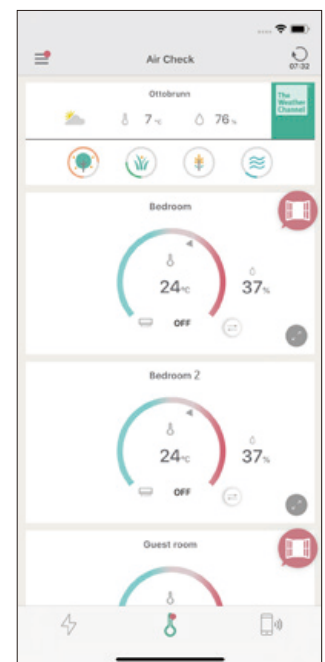 Air Check
07:32
Ottobrunn
7 °C 76 %
The
Weather
Channel
Bedroom
24 °C 37 %
OFF
Bedroom 2
24 °C 37 %
OFF
Guest room